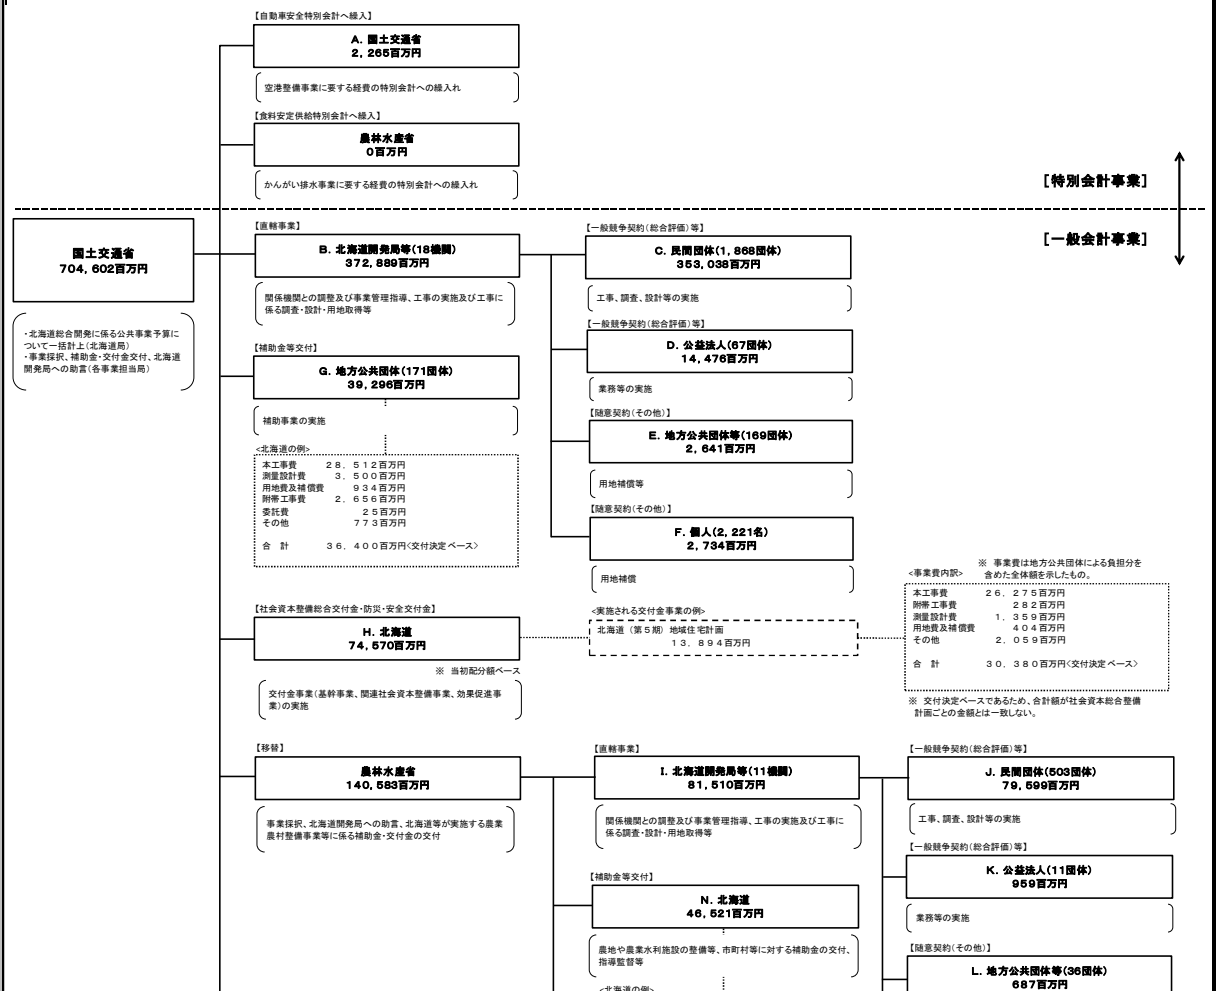 【自動車安全特別会計へ繰入】
A. 国土交通省
2, 265百万円
空港整備事業に要する経費の特別会計への繰入れ
【食料安定供給特別会計へ繰入】
農林水産省
0百万円
かんがい排水事業に要する経費の特別会計への繰入れ
[特別会計事業]
[一般会計事業]
国土交通省
704, 602百万円
・北海道総合開発に係る公共事業予算に
ついて一括計上(北海道局)
・事業採択、補助金・交付金交付、北海道
開発局への助言(各事業担当局)
【直轄事業】
B. 北海道開発局等(18機関)
372, 889百万円
関係機関との調整及び事業管理指導、工事の実施及び工事に
係る調査・設計・用地取得等
【一般競争契約(総合評価)等】
C. 民間団体(1, 868団体)
353, 038百万円
工事、調査、設計等の実施
【一般競争契約(総合評価)等】
D. 公益法人(67団体)
14, 476百万円
業務等の実施
【随意契約(その他)】
E. 地方公共団体等(169団体)
2, 641百万円
用地補償等
【随意契約(その他)】
F. 個人(2, 221名)
2, 734百万円
用地補償
【補助金等交付】
G. 地方公共団体(171団体)
39, 296百万円
補助事業の実施
<北海道の例>
本工事費 28, 512百万円
測量設計費 3, 500百万円
用地費及補償費 934百万円
附帯工事費 2, 656百万円
委託費 25百万円
その他 773百万円
合 計 36, 400百万円<交付決定ベース>
【社会資本整備総合交付金・防災・安全交付金】
H. 北海道
74, 570百万円
※ 当初配分額ベース
交付金事業(基幹事業、関連社会資本整備事業、効果促進事
業)の実施
<実施される交付金事業の例>
北海道(第5期)地域住宅計画
13, 894百万円
※ 事業費は地方公共団体による負担分を
含めた全体額を示したもの。
<事業費内訳>
本工事費 26, 275百万円
附帯工事費 282百万円
測量設計費 1, 359百万円
用地費及補償費 404百万円
その他 2, 059百万円
合 計 30, 380百万円<交付決定ベース>
※ 交付決定ベースであるため、合計額が社会資本総合整備
計画ごとの金額とは一致しない。
【移替】
農林水産省
140, 583百万円
事業採択、北海道開発局への助言、北海道等が実施する農業
農村整備事業等に係る補助金・交付金の交付
【直轄事業】
I. 北海道開発局等(11機関)
81, 510百万円
関係機関との調整及び事業管理指導、工事の実施及び工事に
係る調査・設計・用地取得等
【一般競争契約(総合評価)等】
J. 民間団体(503団体)
79, 599百万円
工事、調査、設計等の実施
【一般競争契約(総合評価)等】
K. 公益法人(11団体)
959百万円
業務等の実施
【随意契約(その他)】
L. 地方公共団体等(36団体)
687百万円
【補助金等交付】
N. 北海道
46, 521百万円
農地や農業水利施設の整備等、市町村等に対する補助金の交付、
指導監督等
<北海道の例>